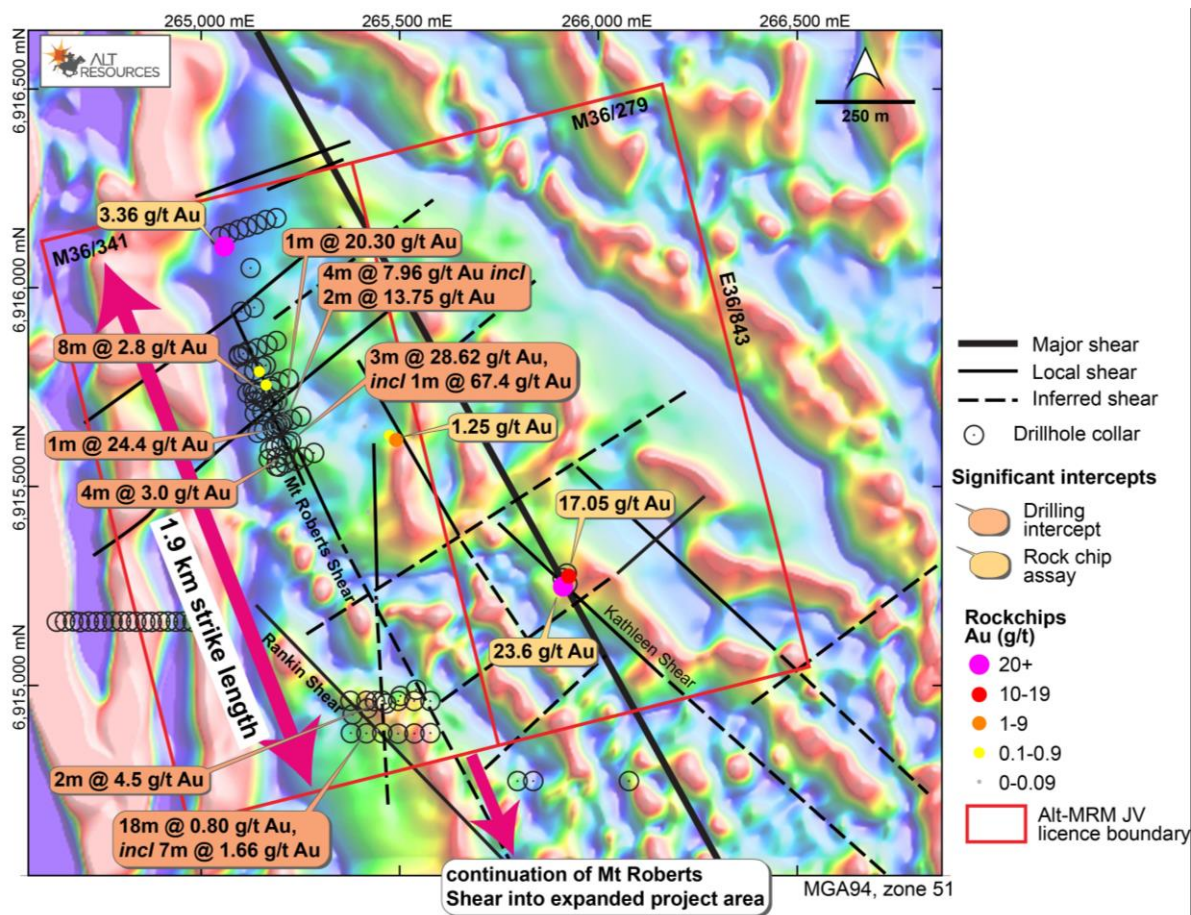 265,000 mE
265,500 mE
266,000 mE
266,500 mE
ALT
RESOURCES
6,916,500 mN
6,916,000 mN
6,915,500 mN
6,915,000 mN
M36/279
250 m
3.36 g/t Au
M36/341
1m @ 20.30 g/t Au
4m @ 7.96 g/t Au incl
2m @ 13.75 g/t Au
E36/843
8m @ 2.8 g/t Au
3m @ 28.62 g/t Au,
incl 1m @ 67.4 g/t Au
1.25 g/t Au
1m @ 24.4 g/t Au
4m @ 3.0 g/t Au
17.05 g/t Au
Mt Roberts Shear
1.9 km strike length
Rankin Shear
23.6 g/t Au
Kathleen Shear
2m @ 4.5 g/t Au
18m @ 0.80 g/t Au,
incl 7m @ 1.66 g/t Au
continuation of Mt Roberts
Shear into expanded project area
MGA94, zone 51
Major shear
Local shear
Inferred shear
Drillhole collar
Significant intercepts
Drilling
intercept
Rock chip
assay
Rockchips
Au (g/t)
20+
10-19
1-9
0.1-0.9
0-0.09
Alt-MRM JV
licence boundary